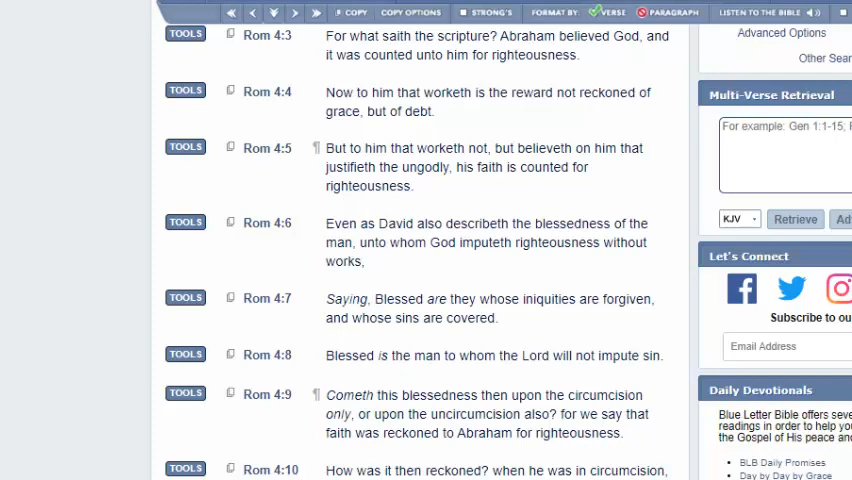 COPY COPY OPTIONS STRONG'S FORMAT BY: VERSE PARAGRAPH LISTEN TO THE BIBLE
TOOLS Rom 4:3 For what saith the scripture? Abraham believed God, and
it was counted unto him for righteousness.
TOOLS Rom 4:4 Now to him that worketh is the reward not reckoned of
grace, but of debt.
TOOLS Rom 4:5 ¶ But to him that worketh not, but believeth on him that
justifieth the ungodly, his faith is counted for
righteousness.
TOOLS Rom 4:6 Even as David also describeth the blessedness of the
man, unto whom God imputeth righteousness without
works,
TOOLS Rom 4:7 Saying, Blessed are they whose iniquities are forgiven,
and whose sins are covered.
TOOLS Rom 4:8 Blessed is the man to whom the Lord will not impute sin.
TOOLS Rom 4:9 ¶ Cometh this blessedness then upon the circumcision
only, or upon the uncircumcision also? for we say that
faith was reckoned to Abraham for righteousness.
TOOLS Rom 4:10 How was it then reckoned? when he was in circumcision,
Advanced Options
Other Sear
Multi-Verse Retrieval
For example: Gen 1:1-15;
KJV Retrieve Ad
Let's Connect
Subscribe to ou
Email Address
Daily Devotionals
Blue Letter Bible offers seve
readings in order to help you
the Gospel of His peace an
• BLB Daily Promises
• Day by Day by Grace